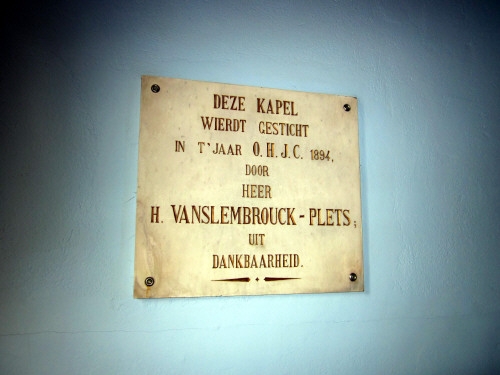 DEZE KAPEL
WIERDT GESTICHT
IN T'JAAR O.H.J.C. 1894,
DOOR
HEER
H. VANSLEMBROUCK - PLETS;
UIT
DANKBAARHEID.